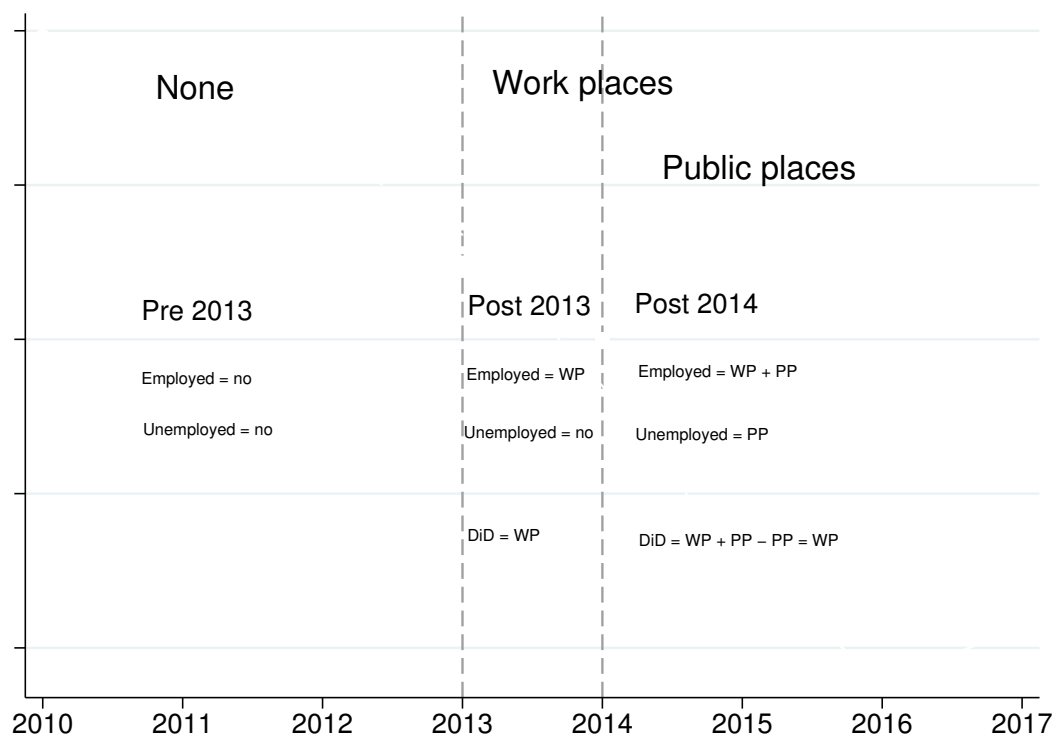 None
Work places
Public places
Pre 2013
Post 2013
Post 2014
Employed = no
Employed = WP
Employed = WP + PP
Unemployed = no
Unemployed = no
Unemployed = PP
DiD = WP
DiD = WP + PP − PP = WP
2010
2011
2012
2013
2014
2015
2016
2017